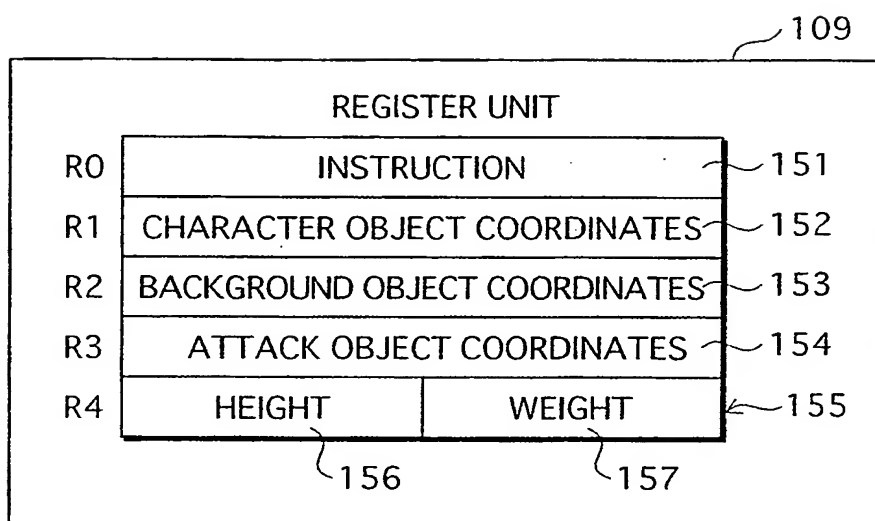 109
REGISTER UNIT
R0 INSTRUCTION 151
R1 CHARACTER OBJECT COORDINATES 152
R2 BACKGROUND OBJECT COORDINATES 153
R3 ATTACK OBJECT COORDINATES 154
R4 HEIGHT WEIGHT 155
156 157